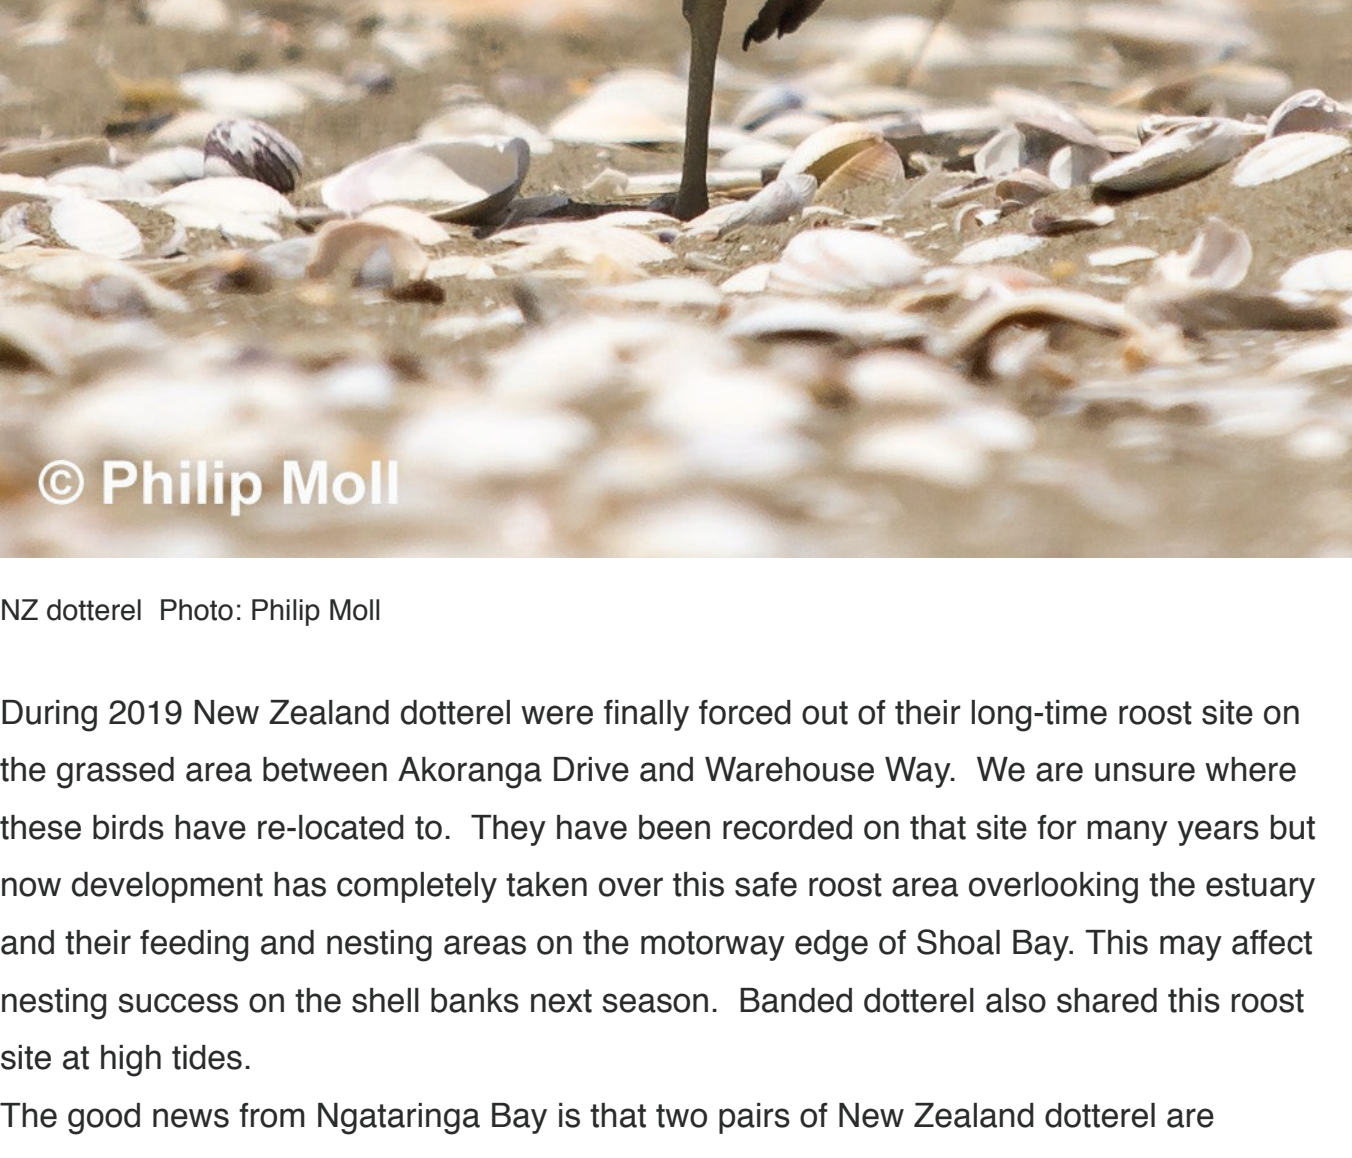 © Philip Moll
NZ dotterel  Photo: Philip Moll
During 2019 New Zealand dotterel were finally forced out of their long-time roost site on
the grassed area between Akoranga Drive and Warehouse Way.  We are unsure where
these birds have re-located to.  They have been recorded on that site for many years but
now development has completely taken over this safe roost area overlooking the estuary
and their feeding and nesting areas on the motorway edge of Shoal Bay. This may affect
nesting success on the shell banks next season.  Banded dotterel also shared this roost
site at high tides.
The good news from Ngataringa Bay is that two pairs of New Zealand dotterel are